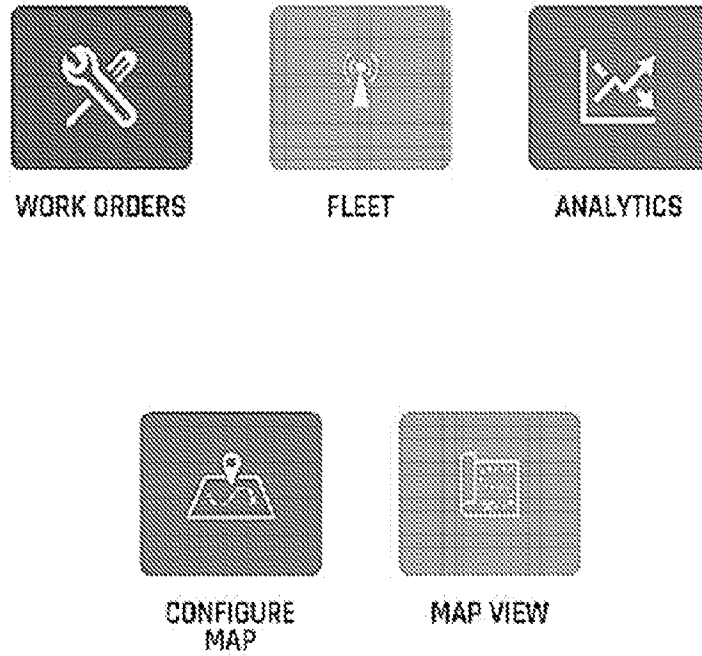 WORK ORDERS
FLEET
ANALYTICS
CONFIGURE
MAP
MAP VIEW